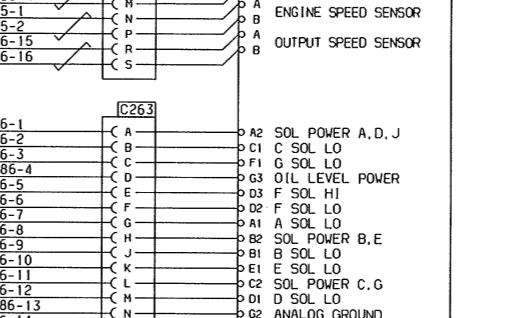 M A
5-1 N B ENGINE SPEED SENSOR
5-2 P A
6-15 R B OUTPUT SPEED SENSOR
6-16 S
C263
6-1 A A2 SOL POWER A,D,J
6-2 B C1 C SOL LO
6-3 C F1 G SOL LO
86-4 D G3 OIL LEVEL POWER
6-5 E D3 F SOL HI
6-6 F D2 F SOL LO
6-7 G A1 A SOL LO
6-8 H B2 SOL POWER B,E
6-9 J B1 B SOL LO
6-10 K E1 E SOL LO
6-11 L C2 SOL POWER C,G
6-12 M D1 D SOL LO
86-13 N G2 ANALOG GROUND